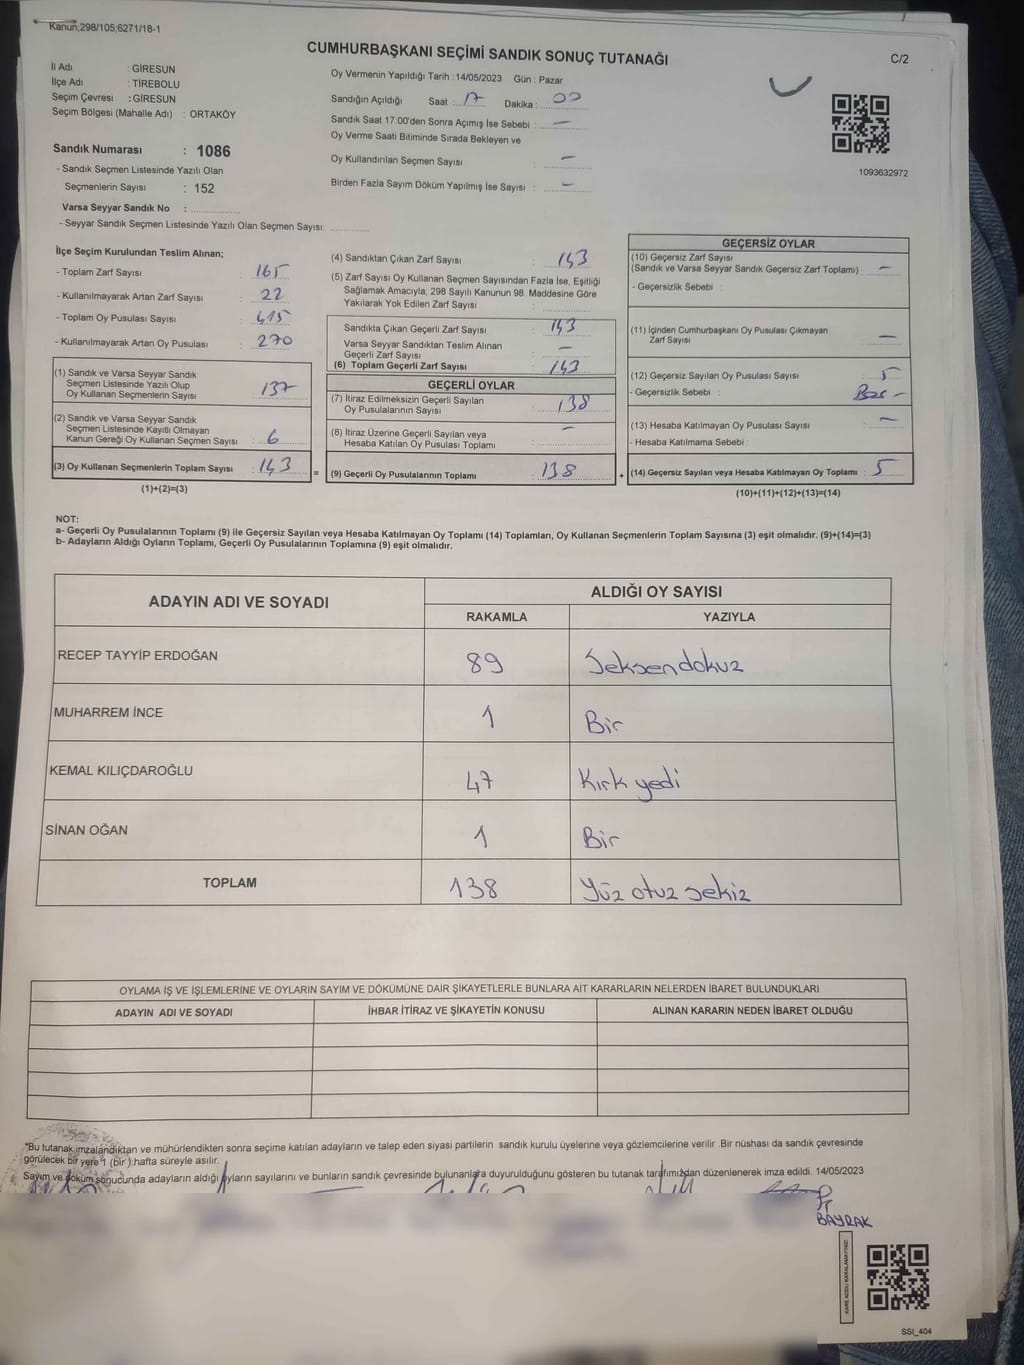 Kanun;298/105;6271/18-1
CUMHURBAŞKANI SEÇİMİ SANDIK SONUÇ TUTANAĞI
C/2
İl Adı : GİRESUN
İlçe Adı : TİREBOLU
Seçim Çevresi : GİRESUN
Seçim Bölgesi (Mahalle Adı) : ORTAKÖY
Sandık Numarası : 1086
- Sandık Seçmen Listesinde Yazılı Olan
Seçmenlerin Sayısı : 152
Varsa Seyyar Sandık No : 
- Seyyar Sandık Seçmen Listesinde Yazılı Olan Seçmen Sayısı:
Oy Vermenin Yapıldığı Tarih :14/05/2023 Gün : Pazar
Sandığın Açıldığı Saat : 17 Dakika : 00
Sandık Saat 17:00'den Sonra Açımış İse Sebebi : —
Oy Verme Saati Bitiminde Sırada Bekleyen ve
Oy Kullandırılan Seçmen Sayısı : —
Birden Fazla Sayım Döküm Yapılmış İse Sayısı : —
1093632972
İlçe Seçim Kurulundan Teslim Alınan;
- Toplam Zarf Sayısı : 165
- Kullanılmayarak Artan Zarf Sayısı : 22
- Toplam Oy Pusulası Sayısı : 415
- Kullanılmayarak Artan Oy Pusulası : 270
(1) Sandık ve Varsa Seyyar Sandık
Seçmen Listesinde Yazılı Olup
Oy Kullanan Seçmenlerin Sayısı : 137
(2) Sandık ve Varsa Seyyar Sandık
Seçmen Listesinde Kayıtlı Olmayan
Kanun Gereği Oy Kullanan Seçmen Sayısı : 6
(3) Oy Kullanan Seçmenlerin Toplam Sayısı : 143
(1)+(2)=(3)
(4) Sandıktan Çıkan Zarf Sayısı : 143
(5) Zarf Sayısı Oy Kullanan Seçmen Sayısından Fazla İse, Eşitliği
Sağlamak Amacıyla; 298 Sayılı Kanunun 98. Maddesine Göre
Yakılarak Yok Edilen Zarf Sayısı :
Sandıkta Çıkan Geçerli Zarf Sayısı : 143
Varsa Seyyar Sandıktan Teslim Alınan
Geçerli Zarf Sayısı : —
(6) Toplam Geçerli Zarf Sayısı : 143
GEÇERLİ OYLAR
(7) İtiraz Edilmeksizin Geçerli Sayılan
Oy Pusulalarının Sayısı : 138
(8) İtiraz Üzerine Geçerli Sayılan veya
Hesaba Katılan Oy Pusulası Toplamı : —
= (9) Geçerli Oy Pusulalarının Toplamı : 138
GEÇERSİZ OYLAR
(10) Geçersiz Zarf Sayısı
(Sandık ve Varsa Seyyar Sandık Geçersiz Zarf Toplamı) : —
- Geçersizlik Sebebi :
(11) İçinden Cumhurbaşkanı Oy Pusulası Çıkmayan
Zarf Sayısı : —
(12) Geçersiz Sayılan Oy Pusulası Sayısı : 5
- Geçersizlik Sebebi :
(13) Hesaba Katılmayan Oy Pusulası Sayısı : —
- Hesaba Katılmama Sebebi :
+ (14) Geçersiz Sayılan veya Hesaba Katılmayan Oy Toplamı : 5
(10)+(11)+(12)+(13)=(14)
NOT:
a- Geçerli Oy Pusulalarının Toplamı (9) ile Geçersiz Sayılan veya Hesaba Katılmayan Oy Toplamı (14) Toplamları, Oy Kullanan Seçmenlerin Toplam Sayısına (3) eşit olmalıdır. (9)+(14)=(3)
b- Adayların Aldığı Oyların Toplamı, Geçerli Oy Pusulalarının Toplamına (9) eşit olmalıdır.
ADAYIN ADI VE SOYADI
ALDIĞI OY SAYISI
RAKAMLA YAZIYLA
RECEP TAYYİP ERDOĞAN 89 Seksendokuz
MUHARREM İNCE 1 Bir
KEMAL KILIÇDAROĞLU 47 Kırk yedi
SİNAN OĞAN 1 Bir
TOPLAM 138 Yüz otuz sekiz
OYLAMA İŞ VE İŞLEMLERİNE VE OYLARIN SAYIM VE DÖKÜMÜNE DAİR ŞİKAYETLERLE BUNLARA AİT KARARLARIN NELERDEN İBARET BULUNDUKLARI
ADAYIN ADI VE SOYADI İHBAR İTİRAZ VE ŞİKAYETİN KONUSU ALINAN KARARIN NEDEN İBARET OLDUĞU
*Bu tutanak imzalandıktan ve mühürlendikten sonra seçime katılan adayların ve talep eden siyasi partilerin sandık kurulu üyelerine veya gözlemcilerine verilir .Bir nüshası da sandık çevresinde
görülecek bir yere 1 (bir ) hafta süreyle asılır.
Sayım ve döküm sonucunda adayların aldığı oyların sayılarını ve bunların sandık çevresinde bulunanlara duyurulduğunu gösteren bu tutanak tarafımızdan düzenlenerek imza edildi. 14/05/2023
BAYRAK
KARE KODU KARALAMAYINIZ!
SSİ_404